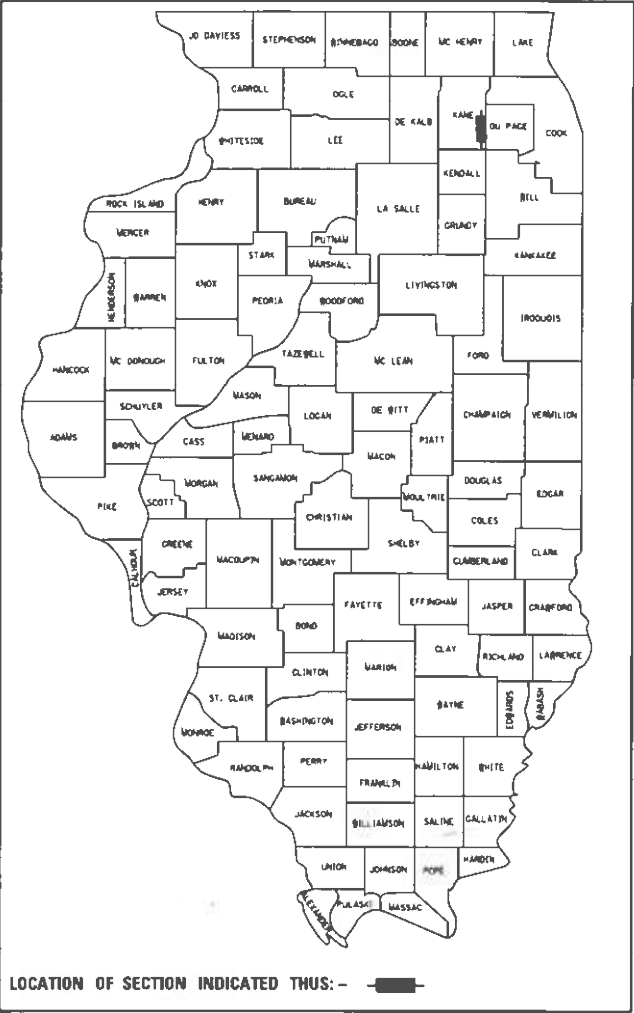 JO DAVIESS STEPHENSON WINNEBAGO BOONE MC HENRY LAKE
CARROLL OGLE DE KALB KANE DU PAGE COOK
WHITESIDE LEE
KENDALL WILL
ROCK ISLAND HENRY BUREAU LA SALLE
MERCER PUTNAM GRUNDY
STARK MARSHALL KANKAKEE
HENDERSON WARREN KNOX PEORIA WOODFORD LIVINGSTON IROQUOIS
HANCOCK MC DONOUGH FULTON TAZEWELL MC LEAN FORD
SCHUYLER MASON LOGAN DE WITT CHAMPAIGN VERMILION
ADAMS BROWN CASS MENARD MACON PIATT
PIKE SCOTT MORGAN SANGAMON MOULTRIE DOUGLAS EDGAR
CHRISTIAN COLES
CALHOUN GREENE MACOUPIN MONTGOMERY SHELBY CUMBERLAND CLARK
JERSEY FAYETTE EFFINGHAM JASPER CRAWFORD
MADISON BOND
CLINTON MARION CLAY RICHLAND LAWRENCE
ST. CLAIR WASHINGTON JEFFERSON WAYNE EDWARDS WABASH
MONROE RANDOLPH PERRY HAMILTON WHITE
FRANKLIN
JACKSON WILLIAMSON SALINE GALLATIN
UNION JOHNSON POPE HARDIN
ALEXANDER PULASKI MASSAC
LOCATION OF SECTION INDICATED THUS:-